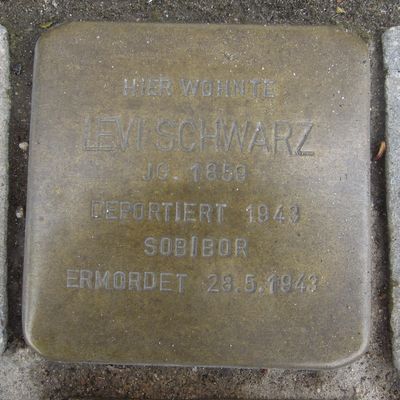 HIER WOHNTE
LEVI SCHWARZ
JG. 1859
DEPORTIERT 1943
SOBIBOR
ERMORDET 28.5.1943